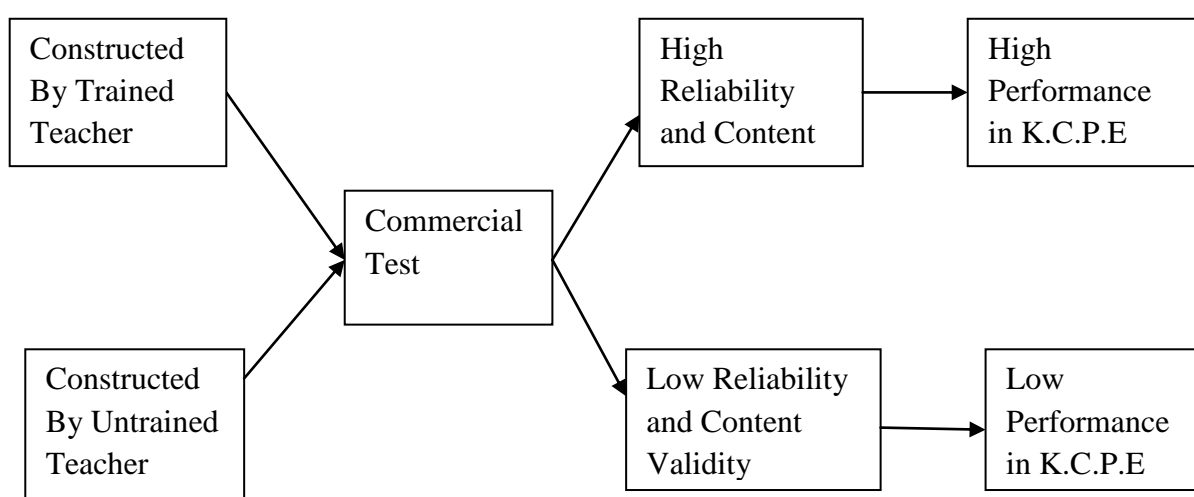 Constructed
By Trained
Teacher
High
Reliability
and Content
High
Performance
in K.C.P.E
Commercial
Test
Constructed
By Untrained
Teacher
Low Reliability
and Content
Validity
Low
Performance
in K.C.P.E